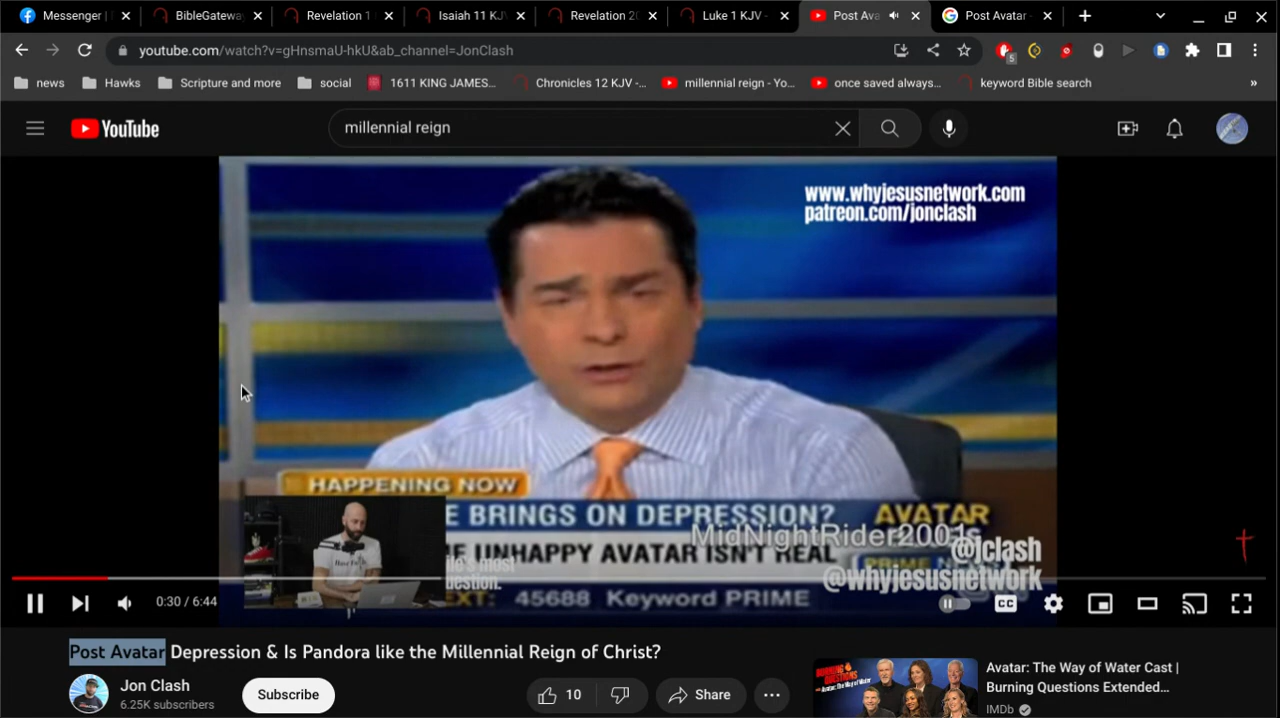 Messenger |
BibleGatewa
Revelation 1
Isaiah 11 KJ
Revelation 20
Luke 1 KJV -
Post Ava
Post Avatar
youtube.com/watch?v=gHnsmaU-hkU&ab_channel=JonClash
5
news
Hawks
Scripture and more
social
1611 KING JAMES...
Chronicles 12 KJV -...
millennial reign - Yo...
once saved always...
keyword Bible search
»
YouTube
millennial reign
www.whyjesusnetwork.com
patreon.com/jonclash
HAPPENING NOW
E BRINGS ON DEPRESSION?
AVATAR
MidNightRider2001
UNHAPPY AVATAR ISN'T REAL
@jclash
@whyjesusnetwork
45688 Keyword PRIME
0:30 / 6:44
CC
Post Avatar Depression & Is Pandora like the Millennial Reign of Christ?
Jon Clash
6.25K subscribers
Subscribe
10
Share
Avatar: The Way of Water Cast |
Burning Questions Extended...
IMDb